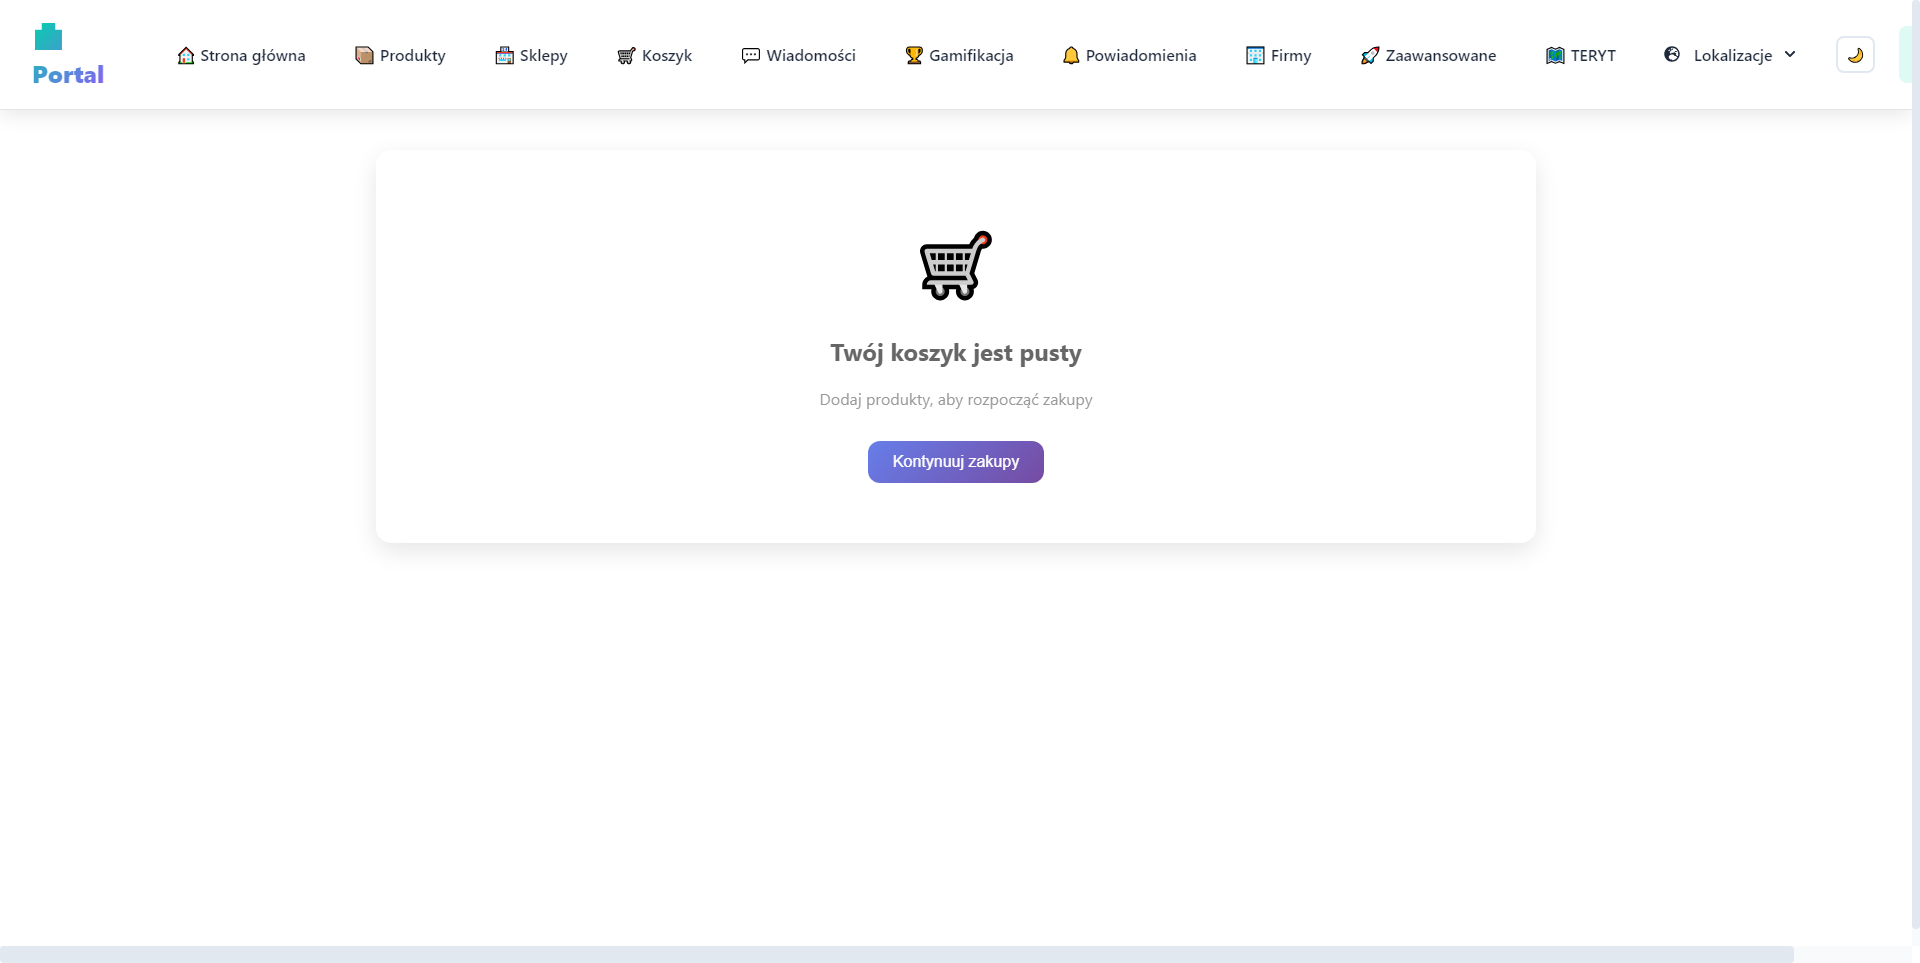 Portal
Strona główna
Produkty
Sklepy
Koszyk
Wiadomości
Gamifikacja
Powiadomienia
Firmy
Zaawansowane
TERYT
Lokalizacje
Twój koszyk jest pusty
Dodaj produkty, aby rozpocząć zakupy
Kontynuuj zakupy